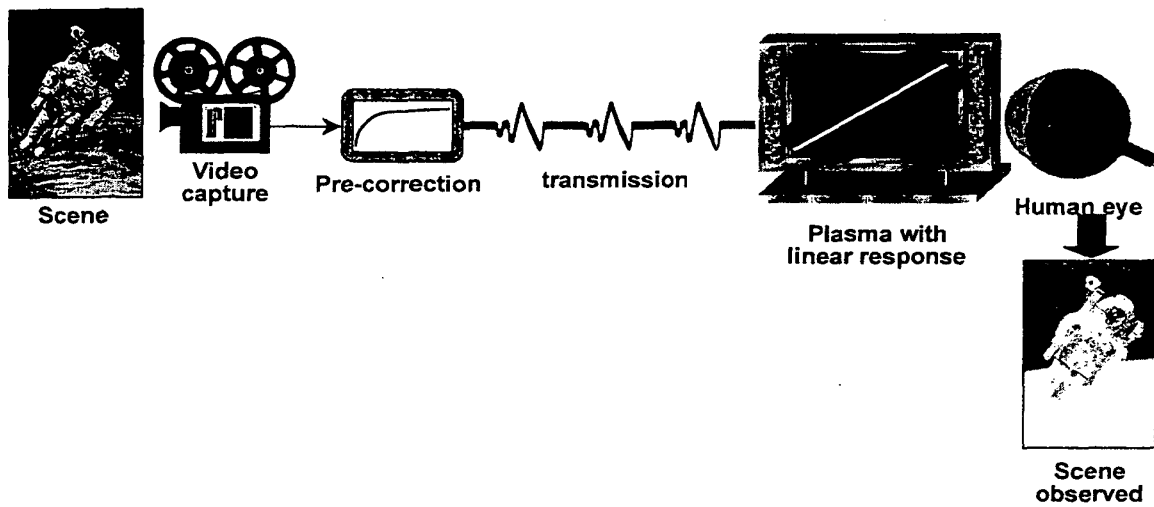 Scene
Video
capture
Pre-correction
transmission
Plasma with
linear response
Human eye
Scene
observed